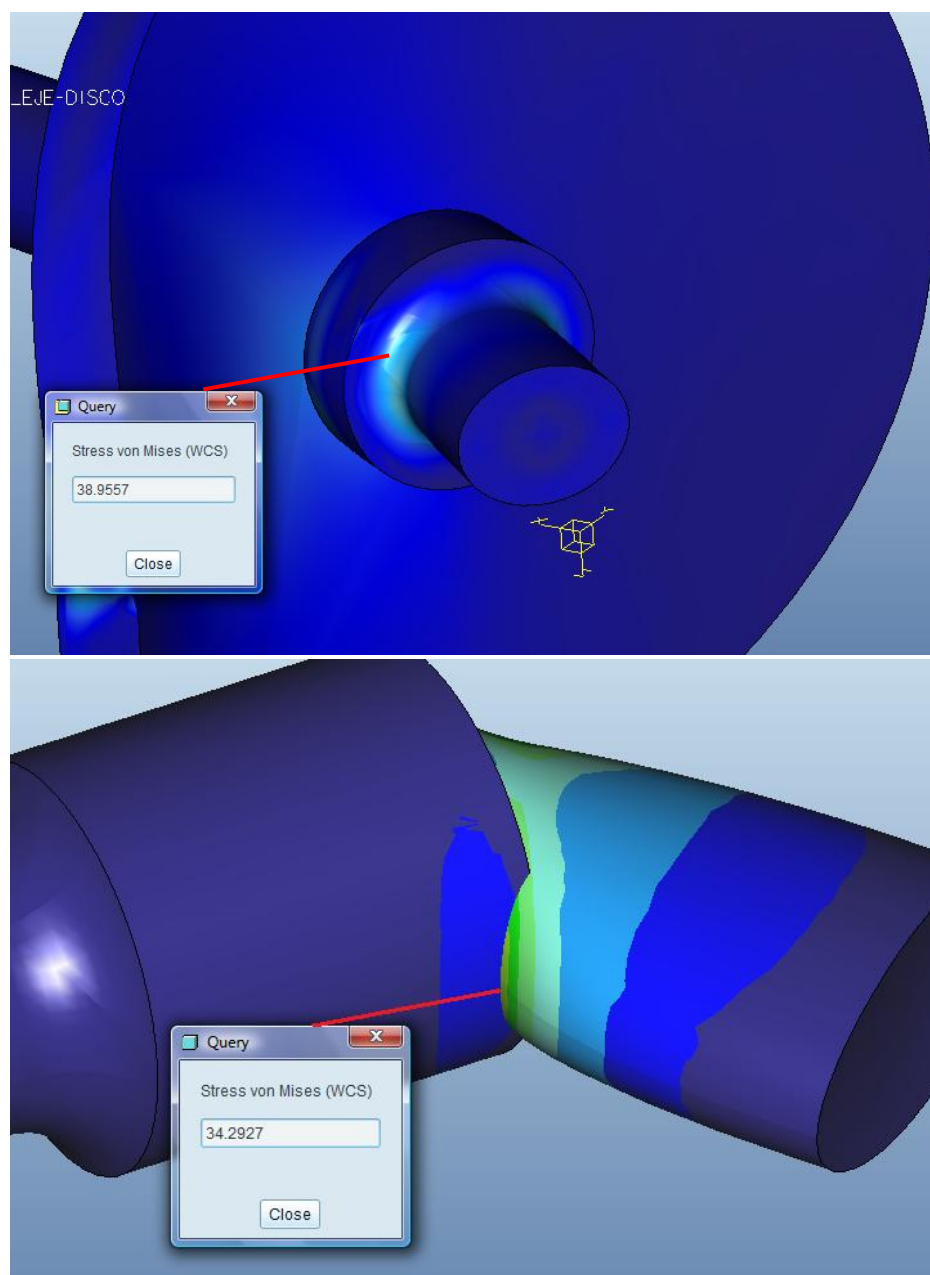 _EJE-DISCO
Query
Stress von Mises (WCS)
38.9557
Close
Query
Stress von Mises (WCS)
34.2927
Close